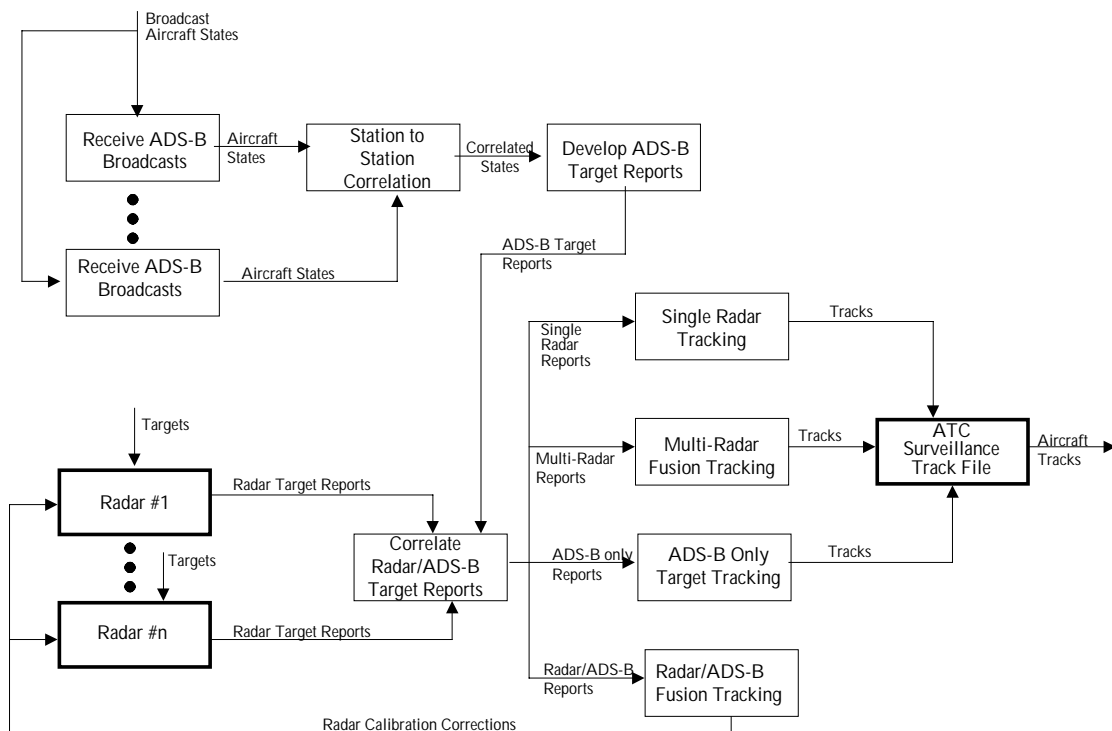 Broadcast
Aircraft States
Receive ADS-B
Broadcasts
Aircraft
States
Station to
Station
Correlation
Correlated
States
Develop ADS-B
Target Reports
Receive ADS-B
Broadcasts
Aircraft States
ADS-B Target
Reports
Single
Radar
Reports
Single Radar
Tracking
Tracks
Targets
Multi-Radar
Reports
Multi-Radar
Fusion Tracking
Tracks
ATC
Surveillance
Track File
Aircraft
Tracks
Radar #1
Radar Target Reports
Targets
Correlate
Radar/ADS-B
Target Reports
ADS-B only
Reports
ADS-B Only
Target Tracking
Tracks
Radar #n
Radar Target Reports
Radar/ADS-B
Reports
Radar/ADS-B
Fusion Tracking
Radar Calibration Corrections